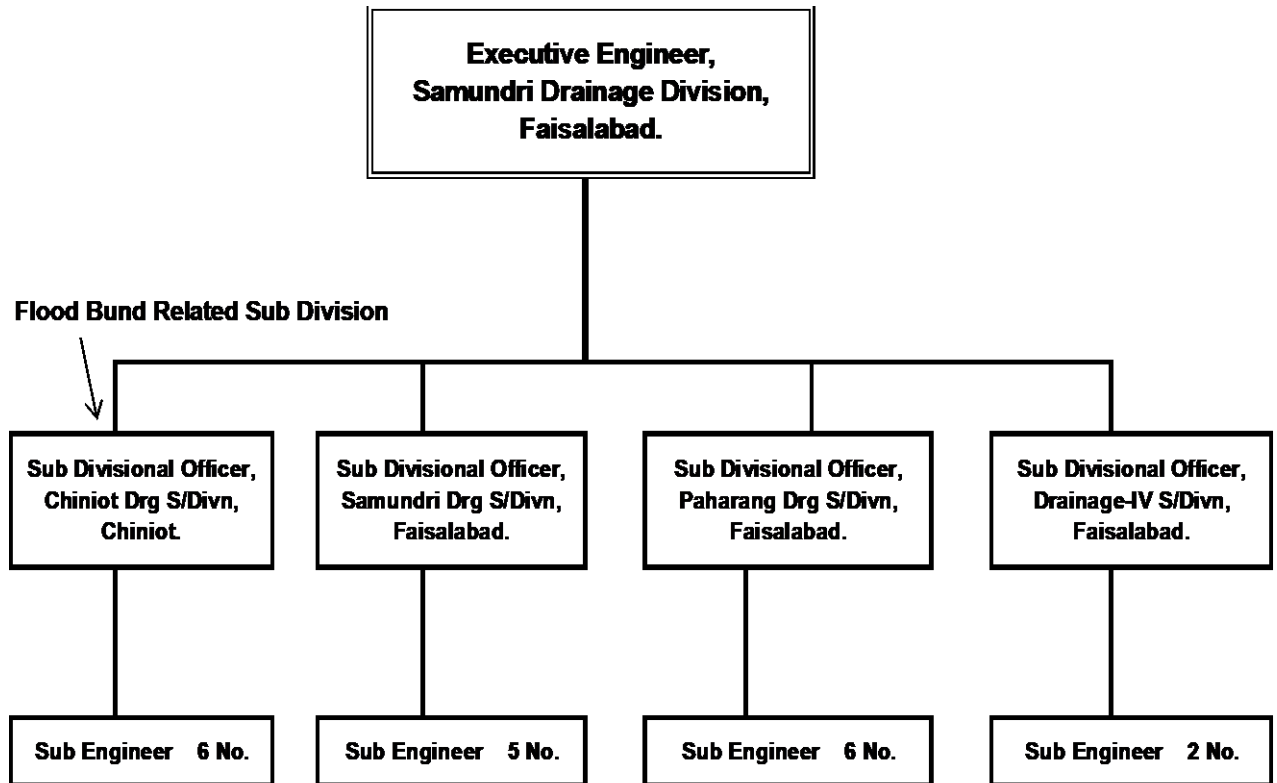 Executive Engineer,
Samundri Drainage Division,
Faisalabad.
Flood Bund Related Sub Division
Sub Divisional Officer,
Chiniot Drg S/Divn,
Chiniot.
Sub Divisional Officer,
Samundri Drg S/Divn,
Faisalabad.
Sub Divisional Officer,
Paharang Drg S/Divn,
Faisalabad.
Sub Divisional Officer,
Drainage-IV S/Divn,
Faisalabad.
Sub Engineer 6 No.
Sub Engineer 5 No.
Sub Engineer 6 No.
Sub Engineer 2 No.